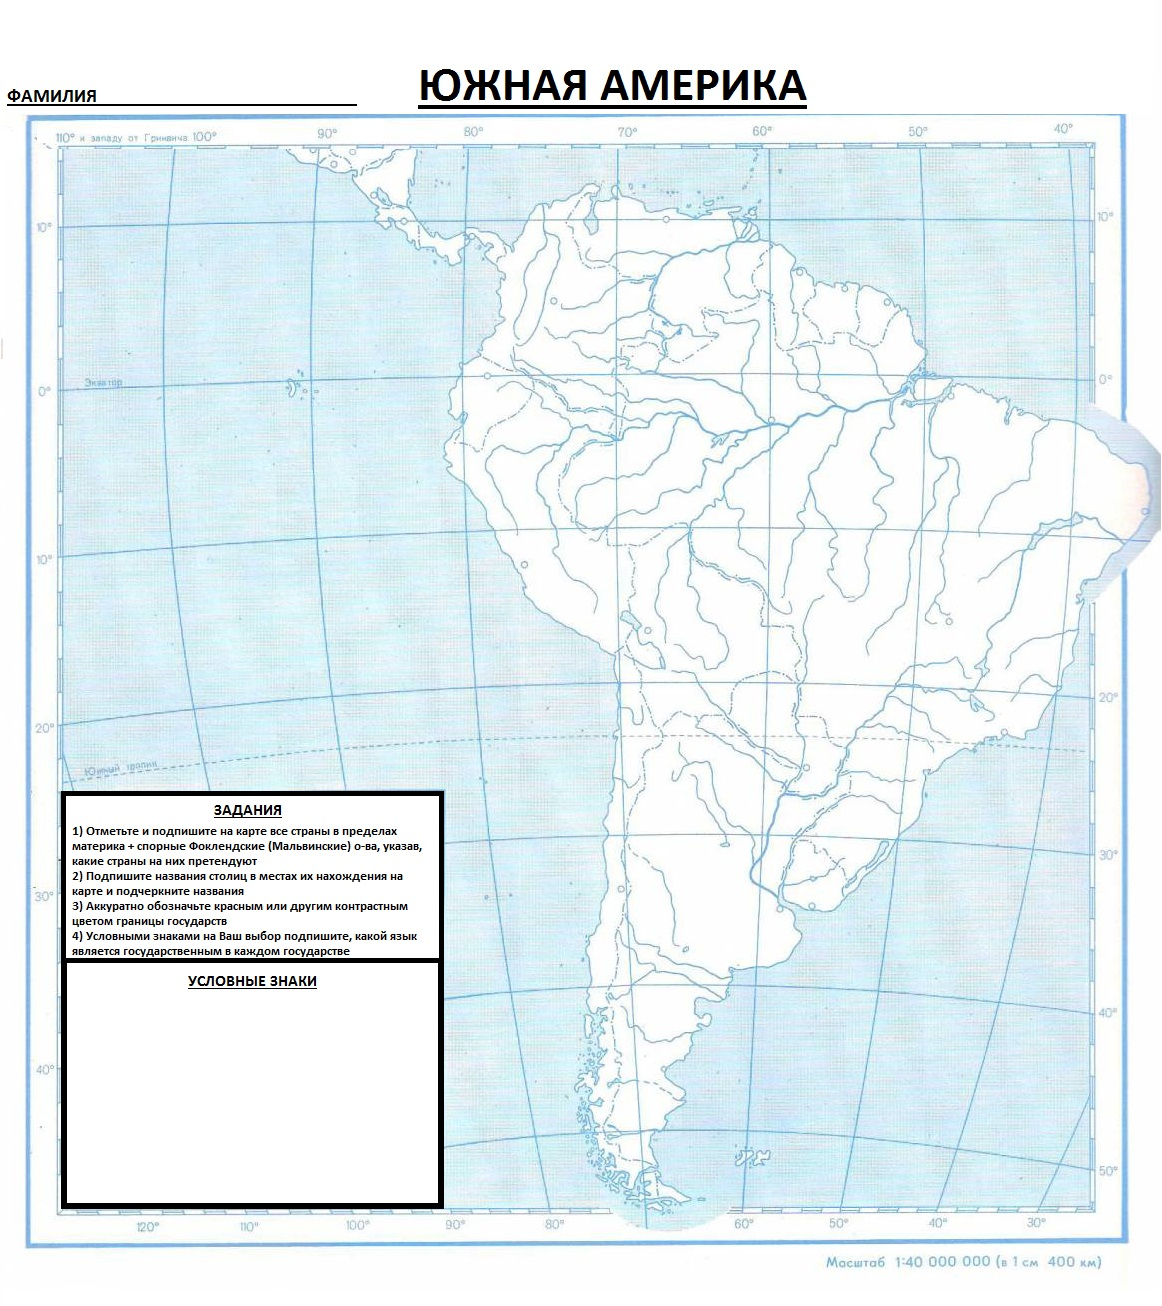 ЮЖНАЯ АМЕРИКА
ФАМИЛИЯ
110° и западу от Гринвича 100° 90° 80° 70° 60° 50° 40°
10° 10°
Экватор
0° 0°
10°
20° 20°
Южный тропик
ЗАДАНИЯ
1) Отметьте и подпишите на карте все страны в пределах
материка + спорные Фоклендские (Мальвинские) о-ва, указав,
какие страны на них претендуют
2) Подпишите названия столиц в местах их нахождения на
карте и подчеркните названия
3) Аккуратно обозначьте красным или другим контрастным
цветом границы государств
4) Условными знаками на Ваш выбор подпишите, какой язык
является государственным в каждом государстве
30° 30°
УСЛОВНЫЕ ЗНАКИ
40° 40°
50°
120° 110° 100° 90° 80° 60° 50° 40° 30°
Масштаб 1:40 000 000 (в 1 см 400 км)